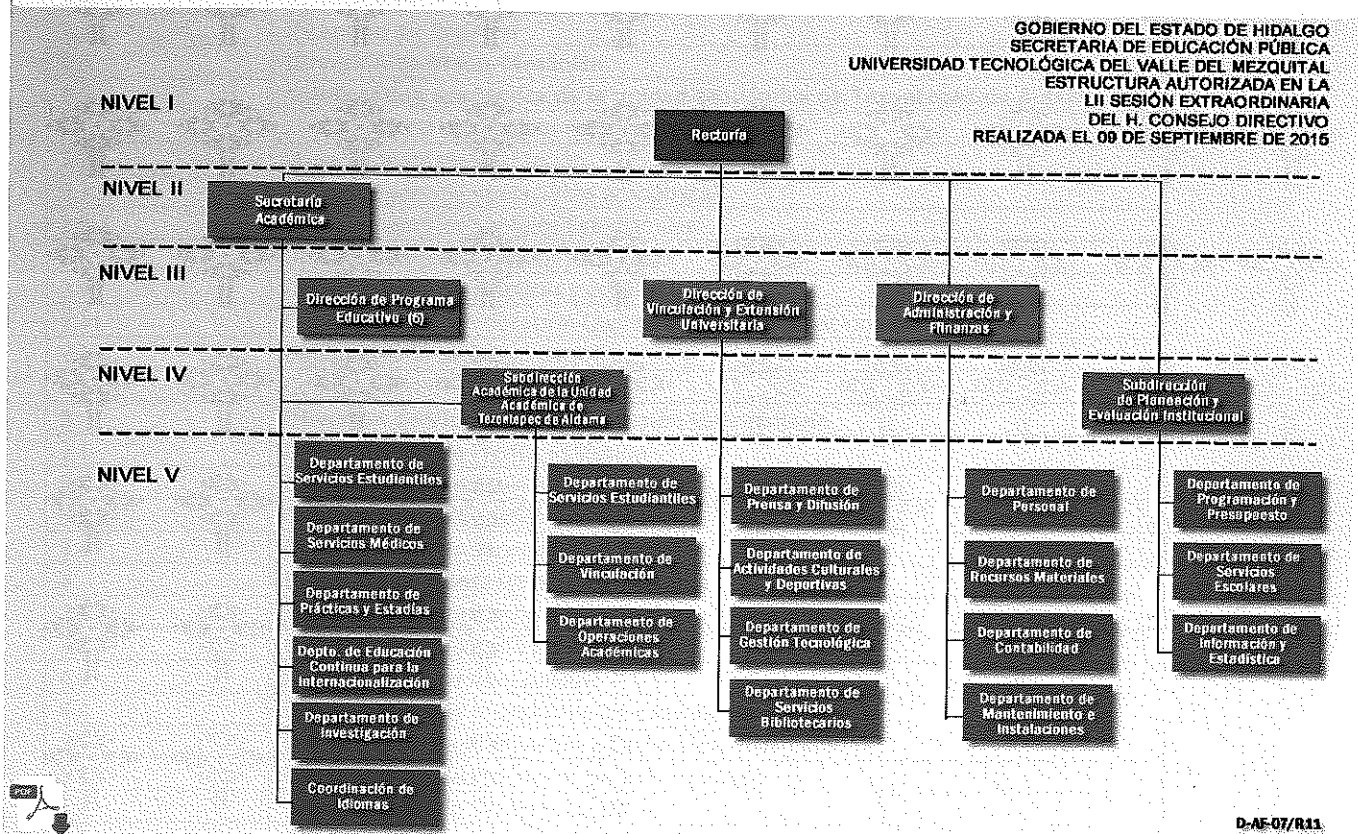 GOBIERNO DEL ESTADO DE HIDALGO
SECRETARIA DE EDUCACIÓN PÚBLICA
UNIVERSIDAD TECNOLÓGICA DEL VALLE DEL MEZQUITAL
ESTRUCTURA AUTORIZADA EN LA
LII SESIÓN EXTRAORDINARIA
DEL H. CONSEJO DIRECTIVO
REALIZADA EL 09 DE SEPTIEMBRE DE 2015
NIVEL I
Rectoría
NIVEL II
Secretaría
Académica
NIVEL III
Dirección de Programa
Educativo (6)
Dirección de
Vinculación y Extensión
Universitaria
Dirección de
Administración y
Finanzas
NIVEL IV
Subdirección
Académica de la Unidad
Académica de
Tezontepec de Aldama
Subdirección
de Planeación y
Evaluación Institucional
NIVEL V
Departamento de
Servicios Estudiantiles
Departamento de
Servicios Médicos
Departamento de
Prácticas y Estadías
Depto. de Educación
Continua para la
Internacionalización
Departamento de
Investigación
Coordinación de
Idiomas
Departamento de
Servicios Estudiantiles
Departamento de
Vinculación
Departamento de
Operaciones
Académicas
Departamento de
Prensa y Difusión
Departamento de
Actividades Culturales
y Deportivas
Departamento de
Gestión Tecnológica
Departamento de
Servicios
Bibliotecarios
Departamento de
Personal
Departamento de
Recursos Materiales
Departamento de
Contabilidad
Departamento de
Mantenimiento e
Instalaciones
Departamento de
Programación y
Presupuesto
Departamento de
Servicios
Escolares
Departamento de
Información y
Estadística
PDF
D-AF-07/R11